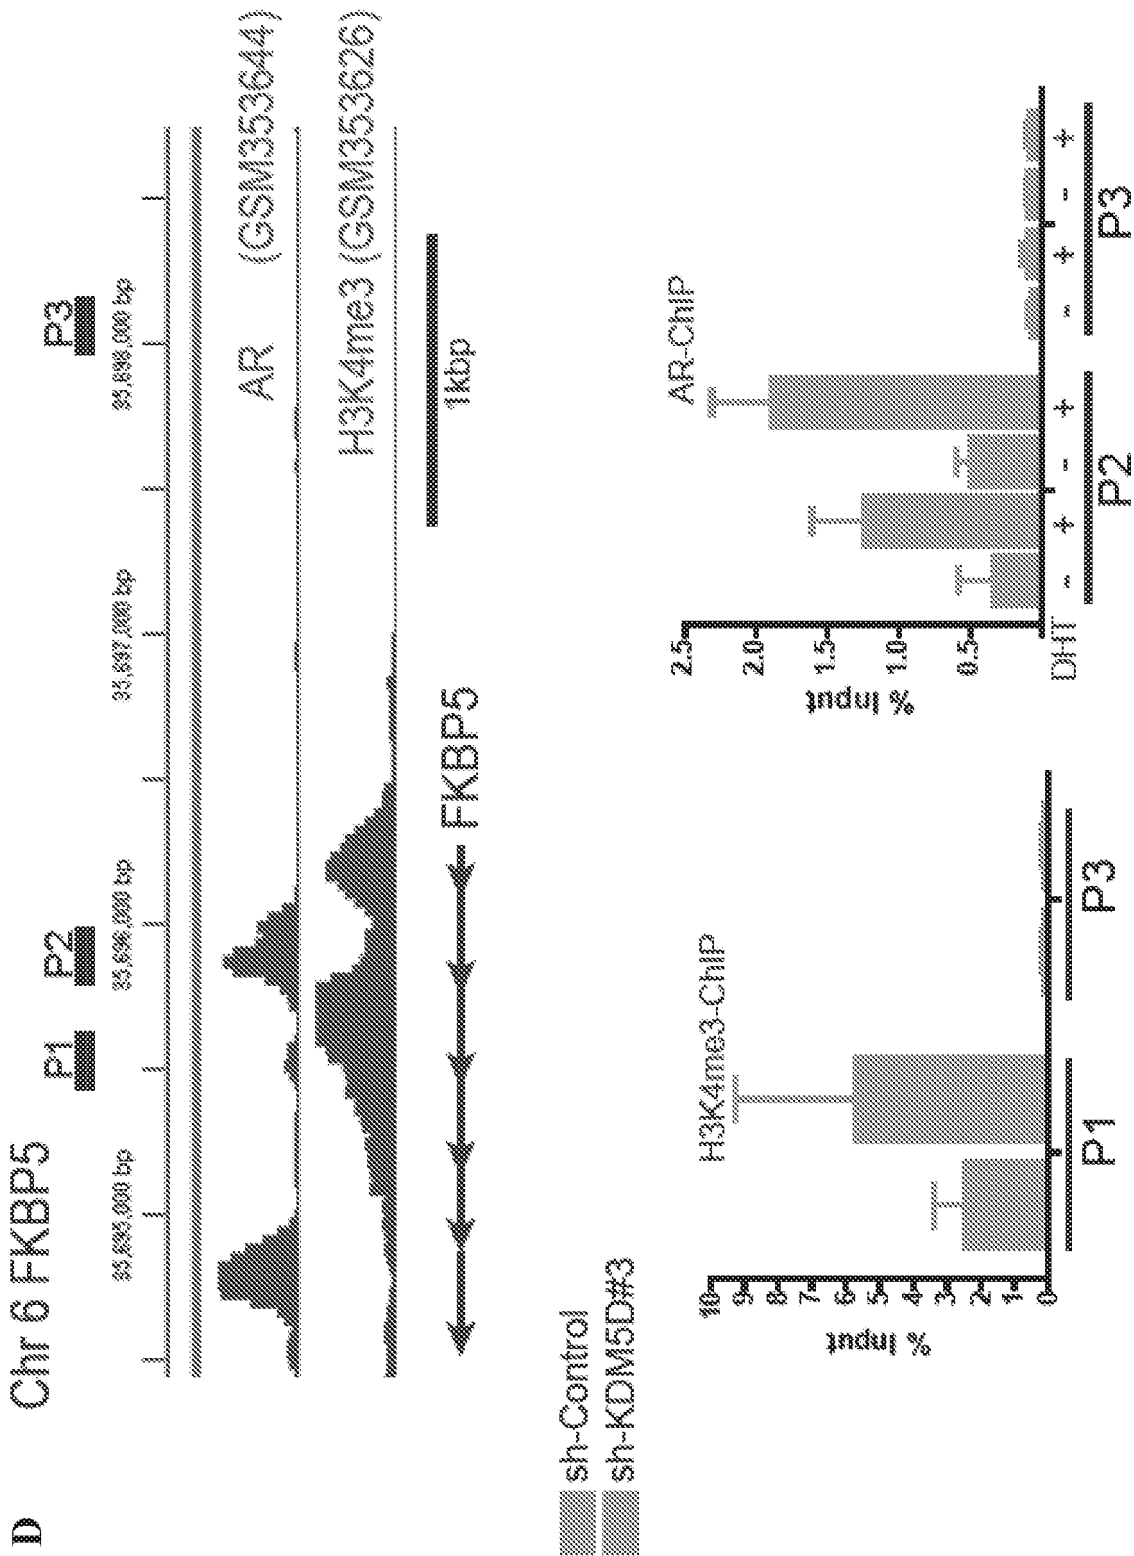 D Chr 6 FKBP5
P1 P2 P3
35,695,000 bp 35,696,000 bp 35,697,000 bp 35,698,000 bp
AR (GSM353644)
H3K4me3 (GSM353626)
1kbp
FKBP5
sh-Control
sh-KDM5D#3
H3K4me3-ChIP
% Input
10
9
8
7
6
5
4
3
2
1
0
P1 P3
AR-ChIP
% Input
2.5
2.0
1.5
1.0
0.5
DHT - + - + - + - +
P2 P3